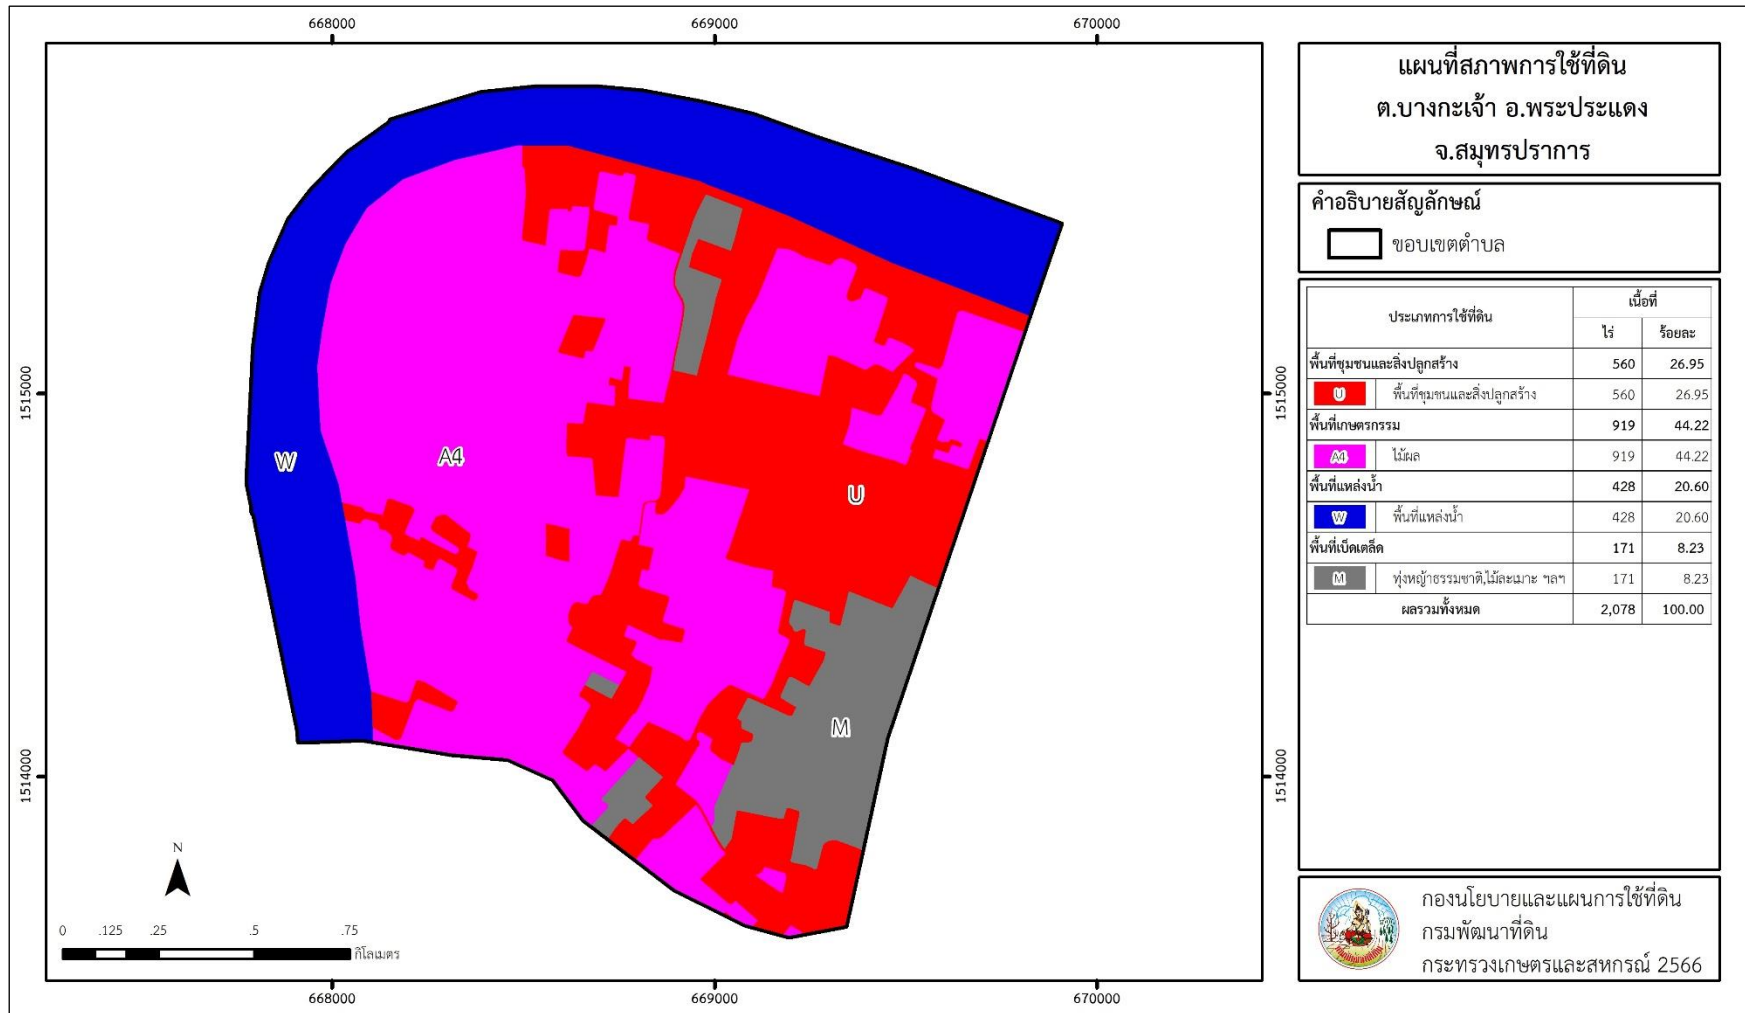 668000
669000
670000
1515000
1514000
W
A4
U
M
N
0 .125 .25 .5 .75
กิโลเมตร
1515000
1514000
668000
669000
670000
แผนที่สภาพการใช้ที่ดิน
ต.บางกะเจ้า อ.พระประแดง
จ.สมุทรปราการ
คำอธิบายสัญลักษณ์
ขอบเขตตำบล
ประเภทการใช้ที่ดิน เนื้อที่
ไร่ ร้อยละ
พื้นที่ชุมชนและสิ่งปลูกสร้าง 560 26.95
U พื้นที่ชุมชนและสิ่งปลูกสร้าง 560 26.95
พื้นที่เกษตรกรรม 919 44.22
A4 ไม้ผล 919 44.22
พื้นที่แหล่งน้ำ 428 20.60
W พื้นที่แหล่งน้ำ 428 20.60
พื้นที่เบ็ดเตล็ด 171 8.23
M ทุ่งหญ้าธรรมชาติ,ไม้ละเมาะ ฯลฯ 171 8.23
ผลรวมทั้งหมด 2,078 100.00
กองนโยบายและแผนการใช้ที่ดิน
กรมพัฒนาที่ดิน
กระทรวงเกษตรและสหกรณ์ 2566